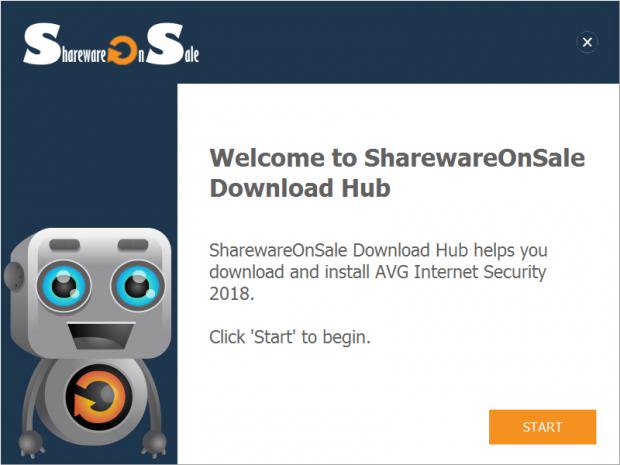 SharewareOnSale
Welcome to SharewareOnSale
Download Hub
SharewareOnSale Download Hub helps you
download and install AVG Internet Security
2018.
Click 'Start' to begin.
START